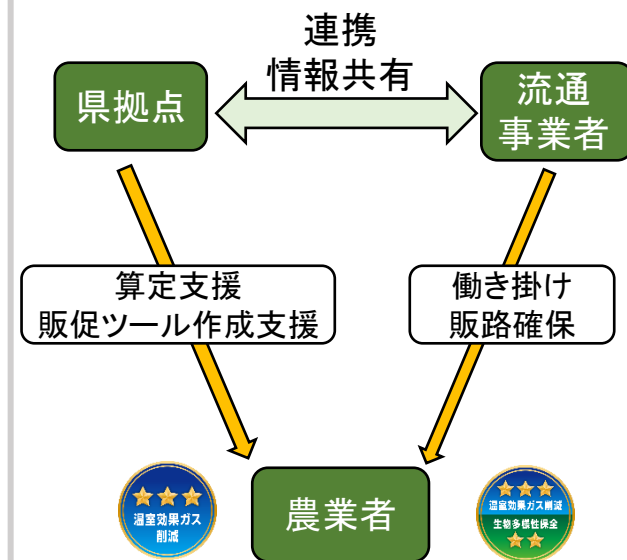 連携
情報共有
県拠点
流通
事業者
算定支援
販促ツール作成支援
働き掛け
販路確保
温室効果ガス
削減
農業者
温室効果ガス削減
生物多様性保全